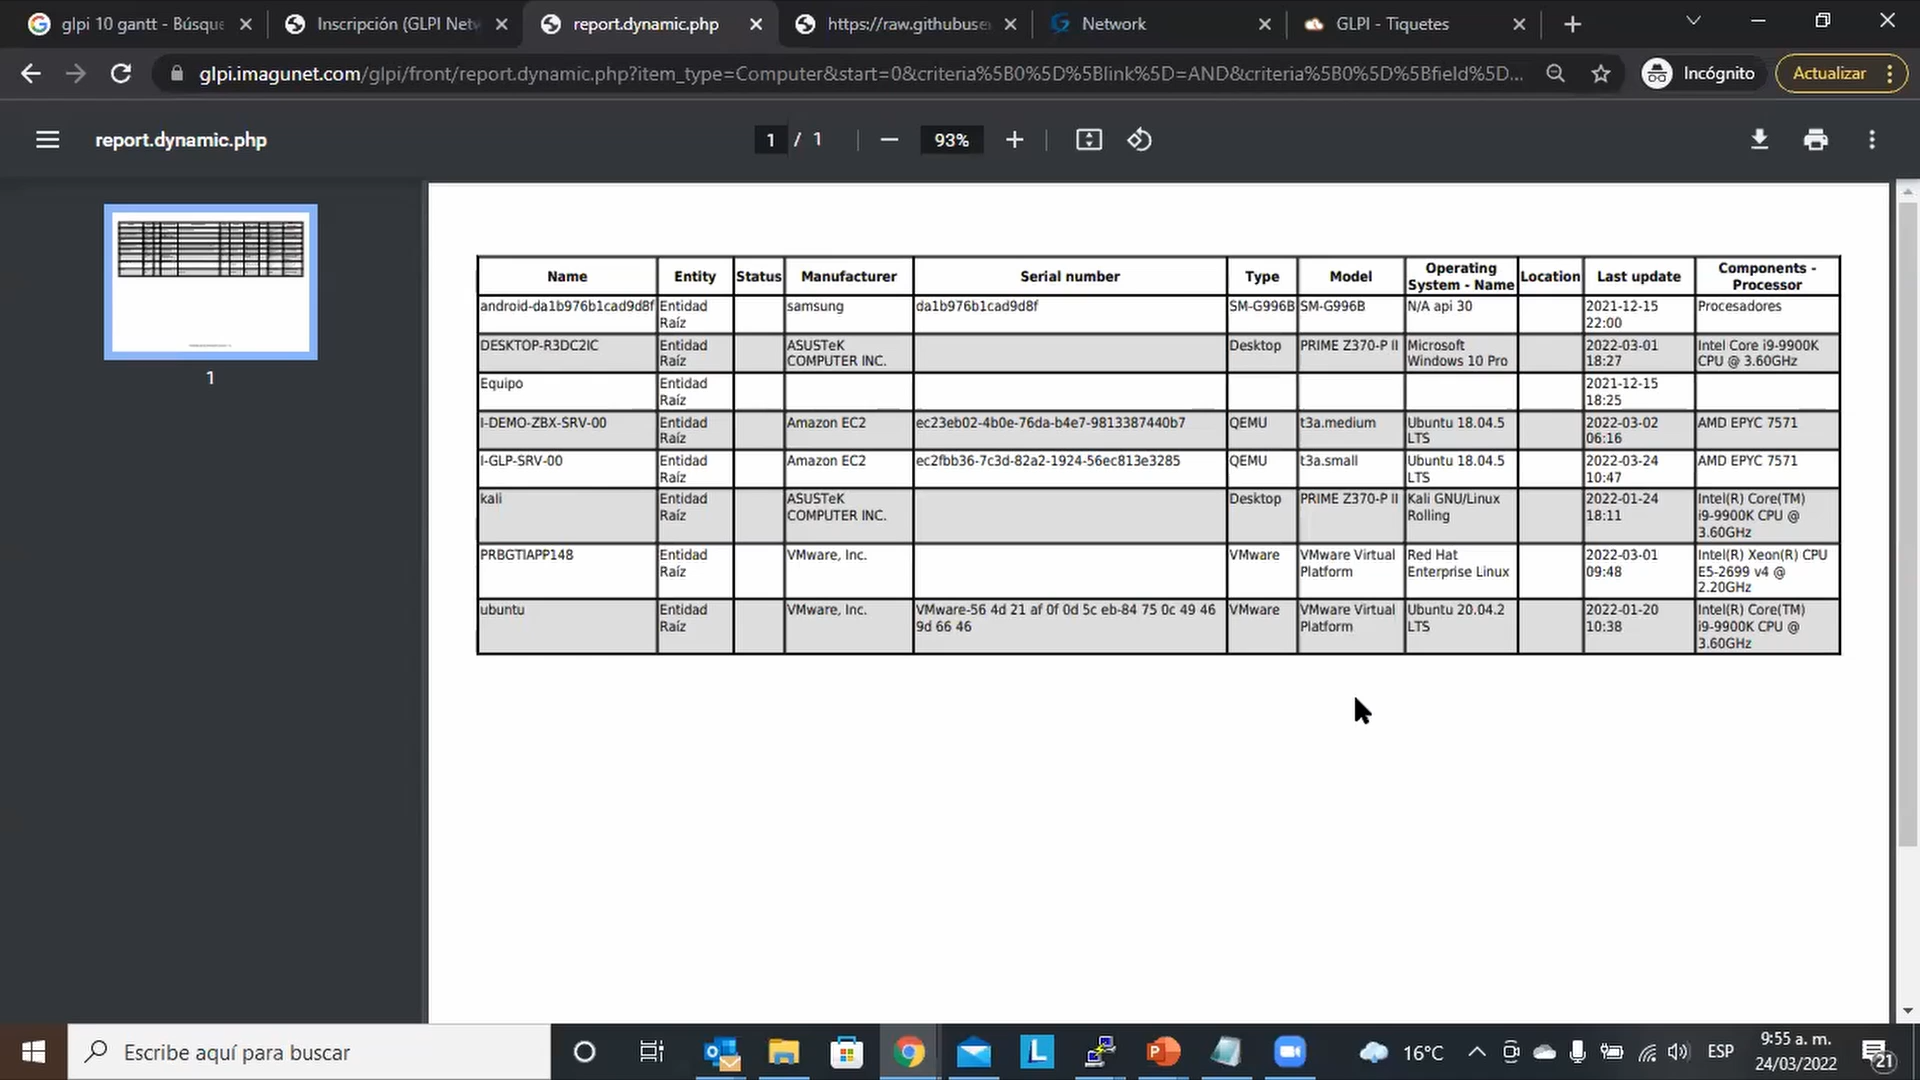 glpi 10 gantt - Búsque
Inscripción (GLPI Netw
report.dynamic.php
https://raw.githubuse
Network
GLPI - Tiquetes
glpi.imagunet.com/glpi/front/report.dynamic.php?item_type=Computer&start=0&criteria%5B0%5D%5Blink%5D=AND&criteria%5B0%5D%5Bfield%5D...
Incógnito
Actualizar
report.dynamic.php
1 / 1
93%
1
Name Entity Status Manufacturer Serial number Type Model Operating System - Name Location Last update Components - Processor
android-da1b976b1cad9d8f Entidad Raíz samsung da1b976b1cad9d8f SM-G996B SM-G996B N/A api 30 2021-12-15 22:00 Procesadores
DESKTOP-R3DC2IC Entidad Raíz ASUSTeK COMPUTER INC. Desktop PRIME Z370-P II Microsoft Windows 10 Pro 2022-03-01 18:27 Intel Core i9-9900K CPU @ 3.60GHz
Equipo Entidad Raíz 2021-12-15 18:25
I-DEMO-ZBX-SRV-00 Entidad Raíz Amazon EC2 ec23eb02-4b0e-76da-b4e7-9813387440b7 QEMU t3a.medium Ubuntu 18.04.5 LTS 2022-03-02 06:16 AMD EPYC 7571
I-GLP-SRV-00 Entidad Raíz Amazon EC2 ec2fbb36-7c3d-82a2-1924-56ec813e3285 QEMU t3a.small Ubuntu 18.04.5 LTS 2022-03-24 10:47 AMD EPYC 7571
kali Entidad Raíz ASUSTeK COMPUTER INC. Desktop PRIME Z370-P II Kali GNU/Linux Rolling 2022-01-24 18:11 Intel(R) Core(TM) i9-9900K CPU @ 3.60GHz
PRBGTIAPP148 Entidad Raíz VMware, Inc. VMware VMware Virtual Platform Red Hat Enterprise Linux 2022-03-01 09:48 Intel(R) Xeon(R) CPU E5-2699 v4 @ 2.20GHz
ubuntu Entidad Raíz VMware, Inc. VMware-56 4d 21 af 0f 0d 5c eb-84 75 0c 49 46 9d 66 46 VMware VMware Virtual Platform Ubuntu 20.04.2 LTS 2022-01-20 10:38 Intel(R) Core(TM) i9-9900K CPU @ 3.60GHz
Escribe aquí para buscar
16°C
ESP
9:55 a. m.
24/03/2022
21